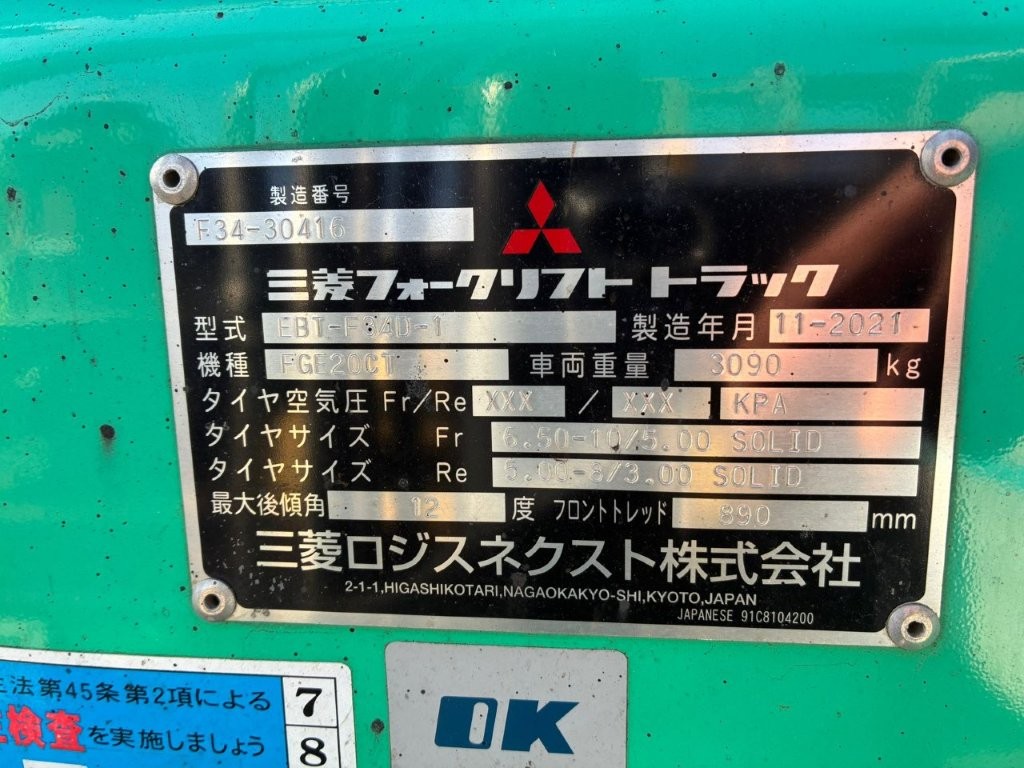 製造番号
F34-30416
三菱フォークリフト トラック
型式 EBT-F34D-1 製造年月 11-2021
機種 FGE20CT 車両重量 3090 kg
タイヤ空気圧 Fr/Re XXX / XXX KPA
タイヤサイズ Fr 6.50-10/5.00 SOLID
タイヤサイズ Re 5.00-8/3.00 SOLID
最大後傾角 12 度 フロントトレッド 890 mm
三菱ロジスネクスト株式会社
2-1-1,HIGASHIKOTARI,NAGAOKAKYO-SHI,KYOTO,JAPAN
JAPANESE 91C8104200
法第45条第2項による 7
検査を実施しましょう 8
OK